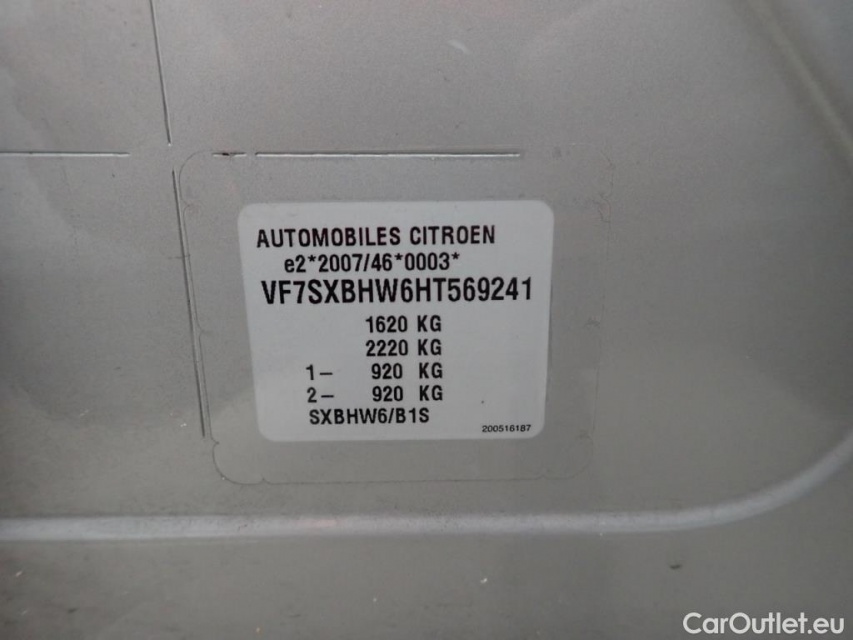 AUTOMOBILES CITROEN
e2*2007/46*0003*
VF7SXBHW6HT569241
1620 KG
2220 KG
1- 920 KG
2- 920 KG
SXBHW6/B1S
200516187
CarOutlet.eu